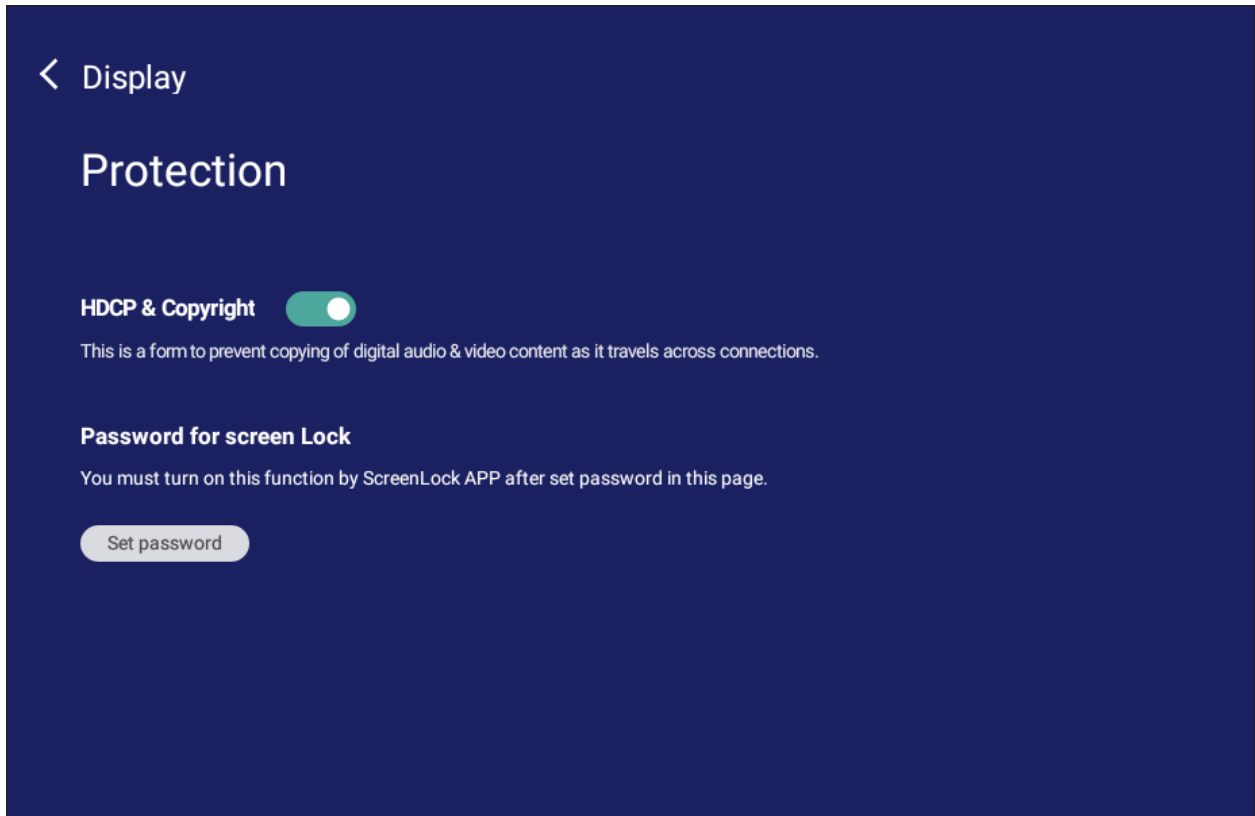 Display
Protection
HDCP & Copyright
This is a form to prevent copying of digital audio & video content as it travels across connections.
Password for screen Lock
You must turn on this function by ScreenLock APP after set password in this page.
Set password